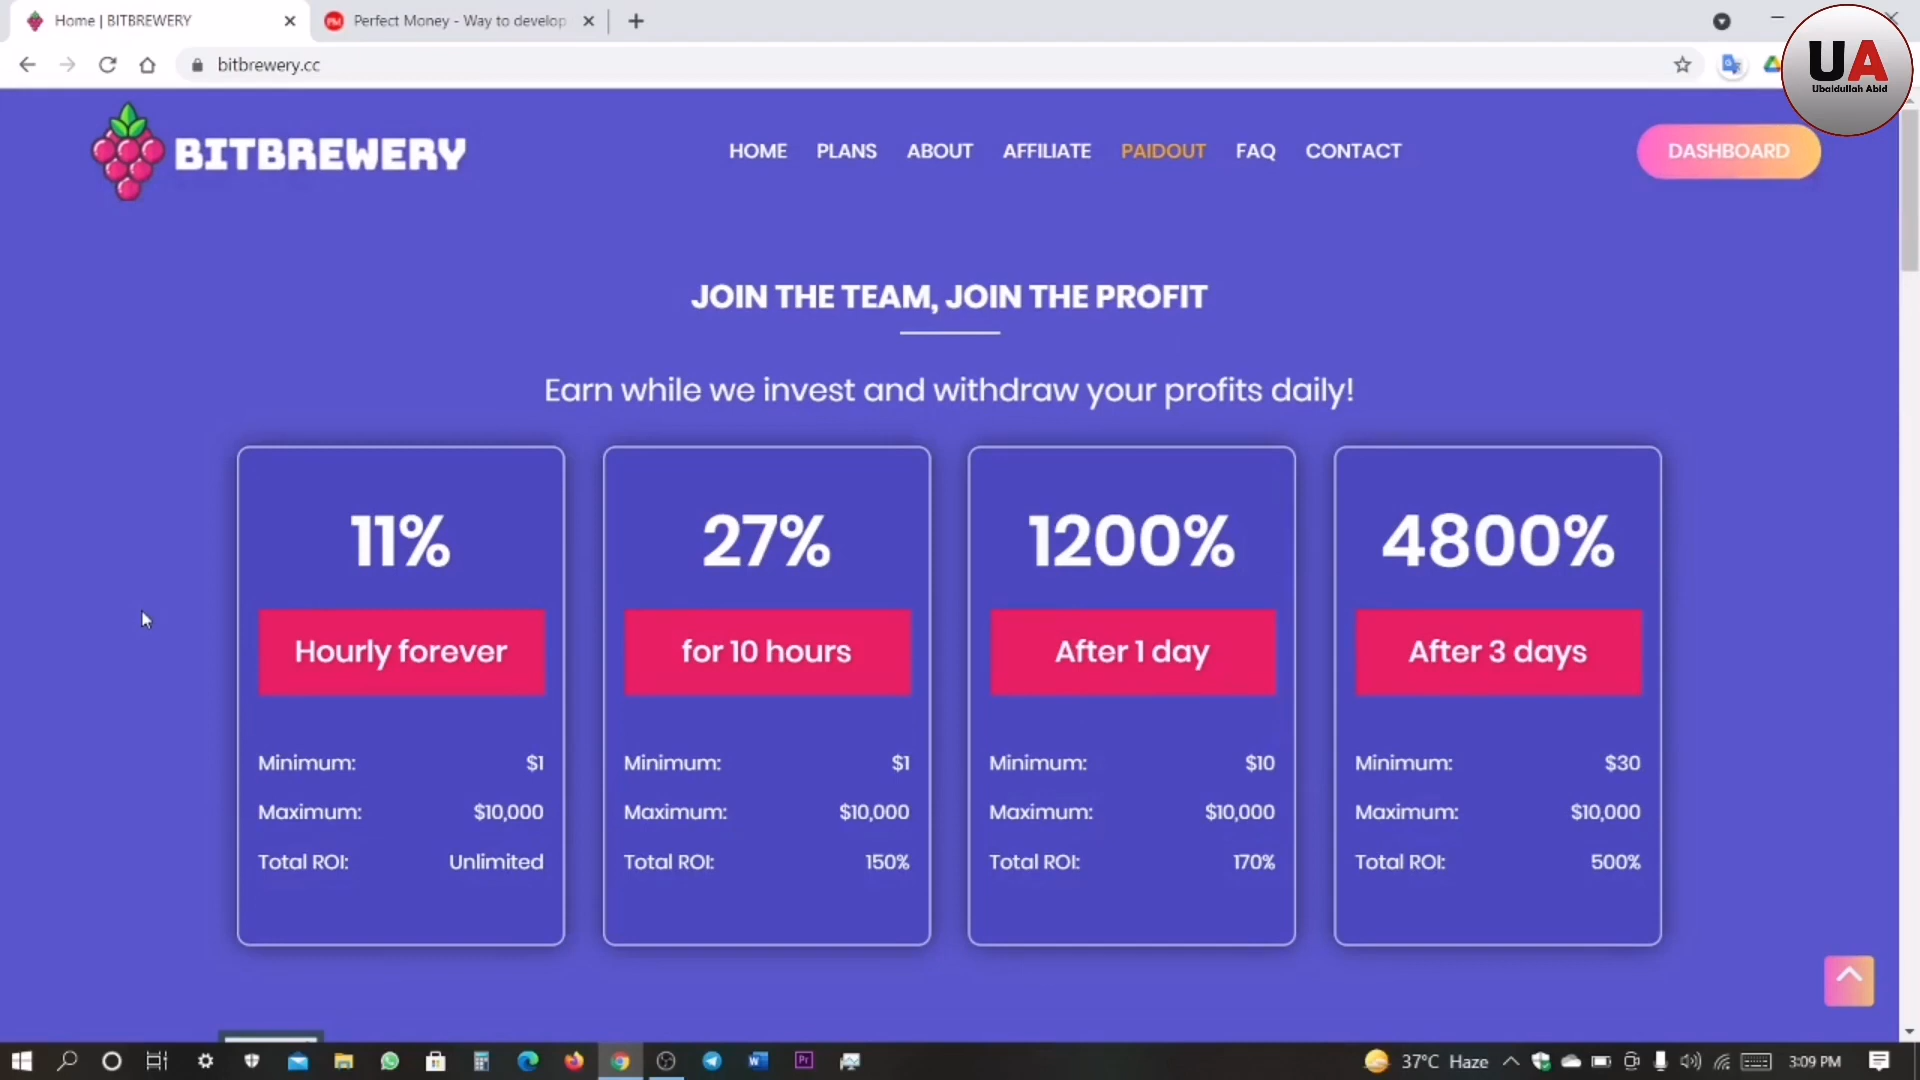 Home | BITBREWERY
Perfect Money - Way to develop
bitbrewery.cc
UA
Ubaidullah Abid
BITBREWERY
HOME
PLANS
ABOUT
AFFILIATE
PAIDOUT
FAQ
CONTACT
DASHBOARD
JOIN THE TEAM, JOIN THE PROFIT
Earn while we invest and withdraw your profits daily!
11%
Hourly forever
Minimum: $1
Maximum: $10,000
Total ROI: Unlimited
27%
for 10 hours
Minimum: $1
Maximum: $10,000
Total ROI: 150%
1200%
After 1 day
Minimum: $10
Maximum: $10,000
Total ROI: 170%
4800%
After 3 days
Minimum: $30
Maximum: $10,000
Total ROI: 500%
37°C Haze
3:09 PM